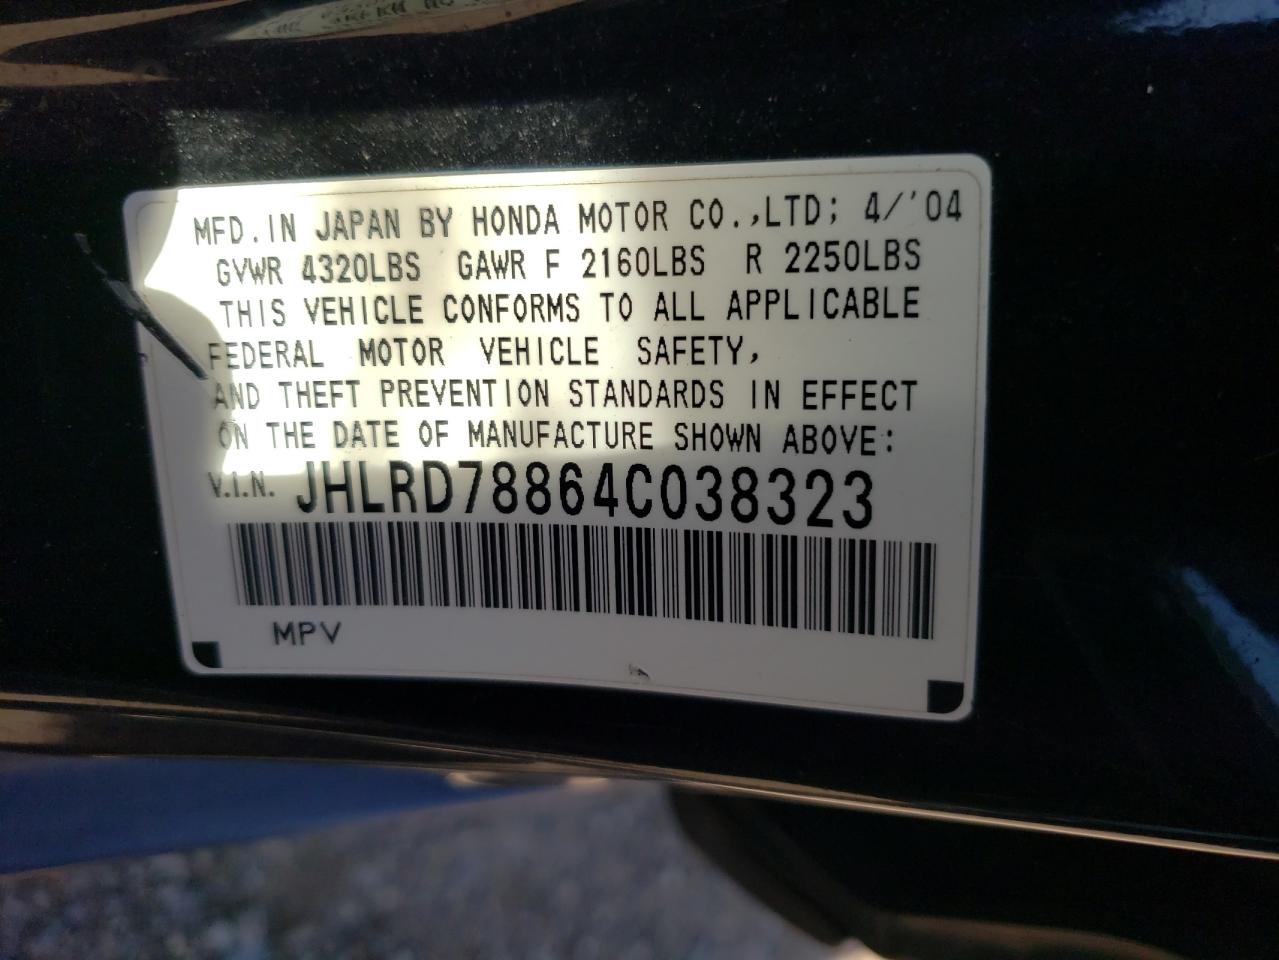 MFD. IN JAPAN BY HONDA MOTOR CO., LTD; 4/'04
GVWR 4320LBS GAWR F 2160LBS R 2250LBS
THIS VEHICLE CONFORMS TO ALL APPLICABLE
FEDERAL MOTOR VEHICLE SAFETY,
AND THEFT PREVENTION STANDARDS IN EFFECT
ON THE DATE OF MANUFACTURE SHOWN ABOVE:
V.I.N. JHLRD78864C038323
MPV